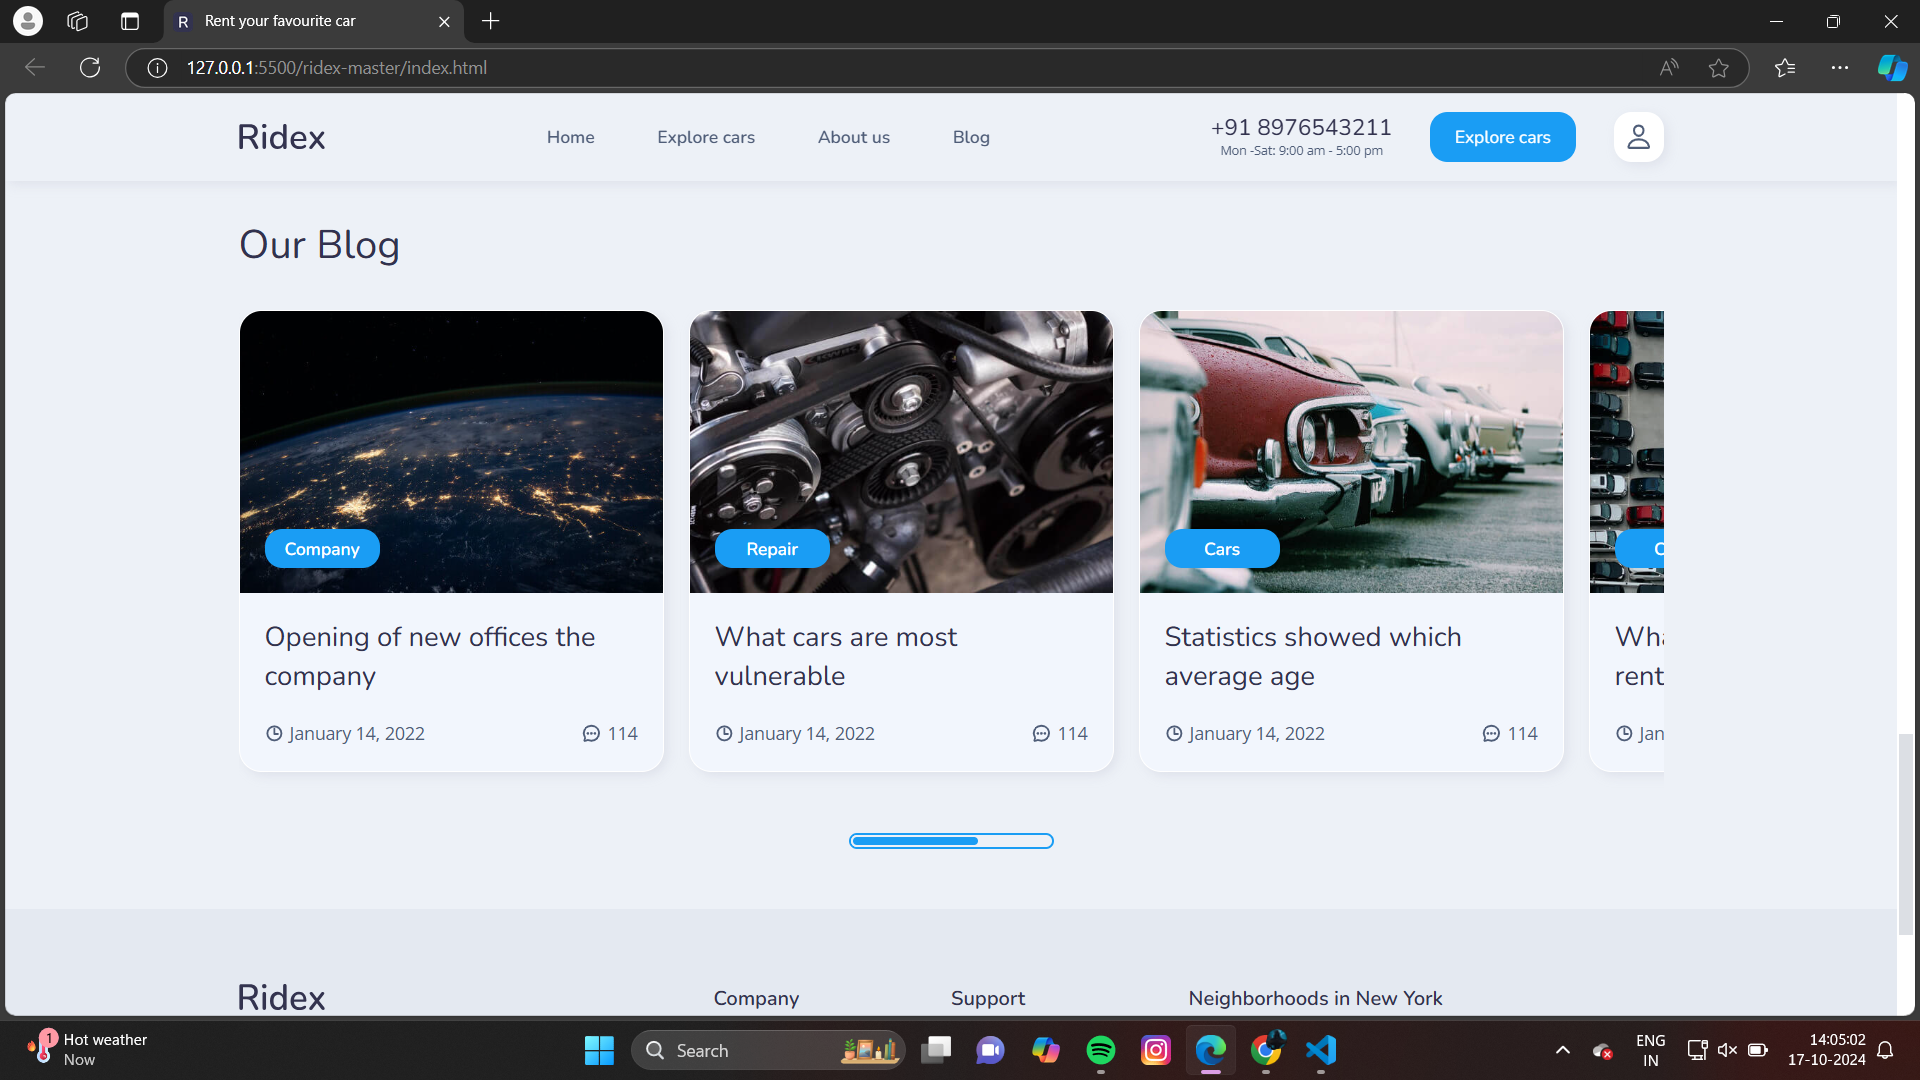 R Rent your favourite car
127.0.0.1:5500/ridex-master/index.html
Ridex
Home Explore cars About us Blog
+91 8976543211
Mon -Sat: 9:00 am - 5:00 pm
Explore cars
Our Blog
Company
Repair
Cars
C
Opening of new offices the
company
January 14, 2022 114
What cars are most
vulnerable
January 14, 2022 114
Statistics showed which
average age
January 14, 2022 114
Wha
rent
Jan
Ridex
Company
Support
Neighborhoods in New York
1
Hot weather
Now
Search
ENG
IN
14:05:02
17-10-2024